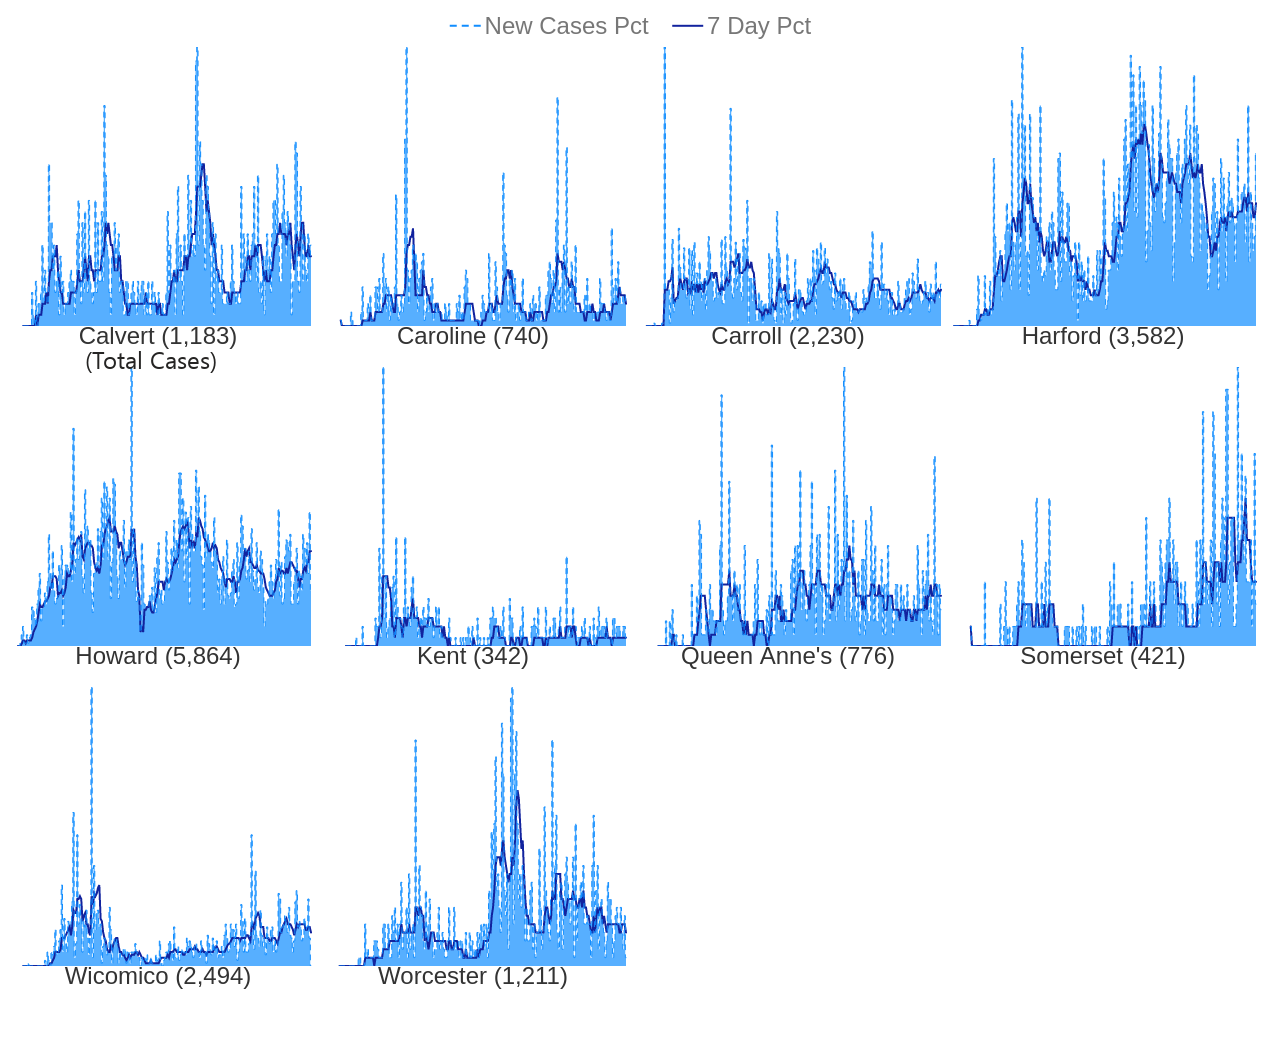 New Cases Pct 7 Day Pct
Calvert (1,183) Caroline (740) Carroll (2,230) Harford (3,582)
(Total Cases)
Howard (5,864) Kent (342) Queen Anne's (776) Somerset (421)
Wicomico (2,494) Worcester (1,211)